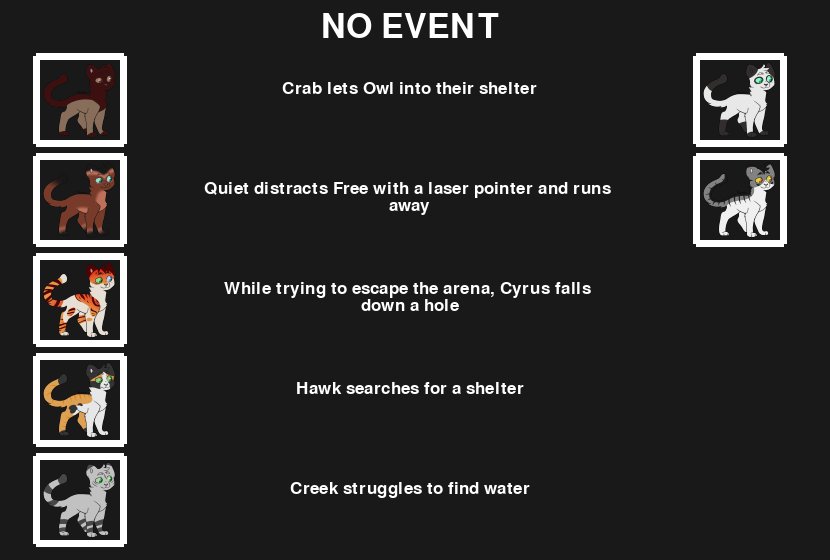 NO EVENT
Crab lets Owl into their shelter
Quiet distracts Free with a laser pointer and runs
away
While trying to escape the arena, Cyrus falls
down a hole
Hawk searches for a shelter
Creek struggles to find water